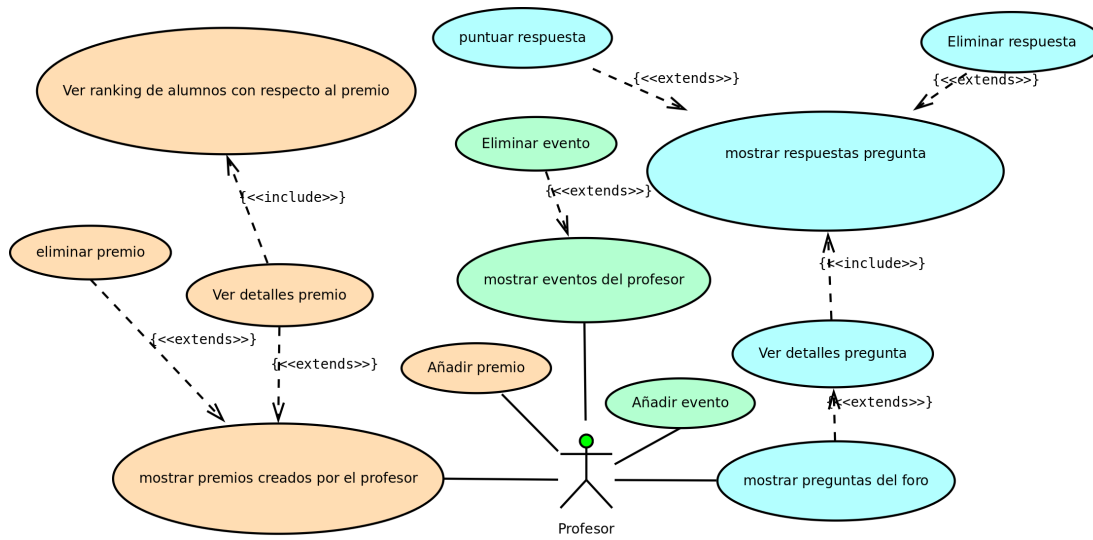 puntuar respuesta
Eliminar respuesta
{<<extends>>}
{<<extends>>}
Ver ranking de alumnos con respecto al premio
Eliminar evento
mostrar respuestas pregunta
{<<extends>>}
{<<include>>}
eliminar premio
{<<include>>}
mostrar eventos del profesor
Ver detalles premio
{<<extends>>}
Ver detalles pregunta
{<<extends>>}
Añadir premio
Añadir evento
{<<extends>>}
mostrar premios creados por el profesor
mostrar preguntas del foro
Profesor